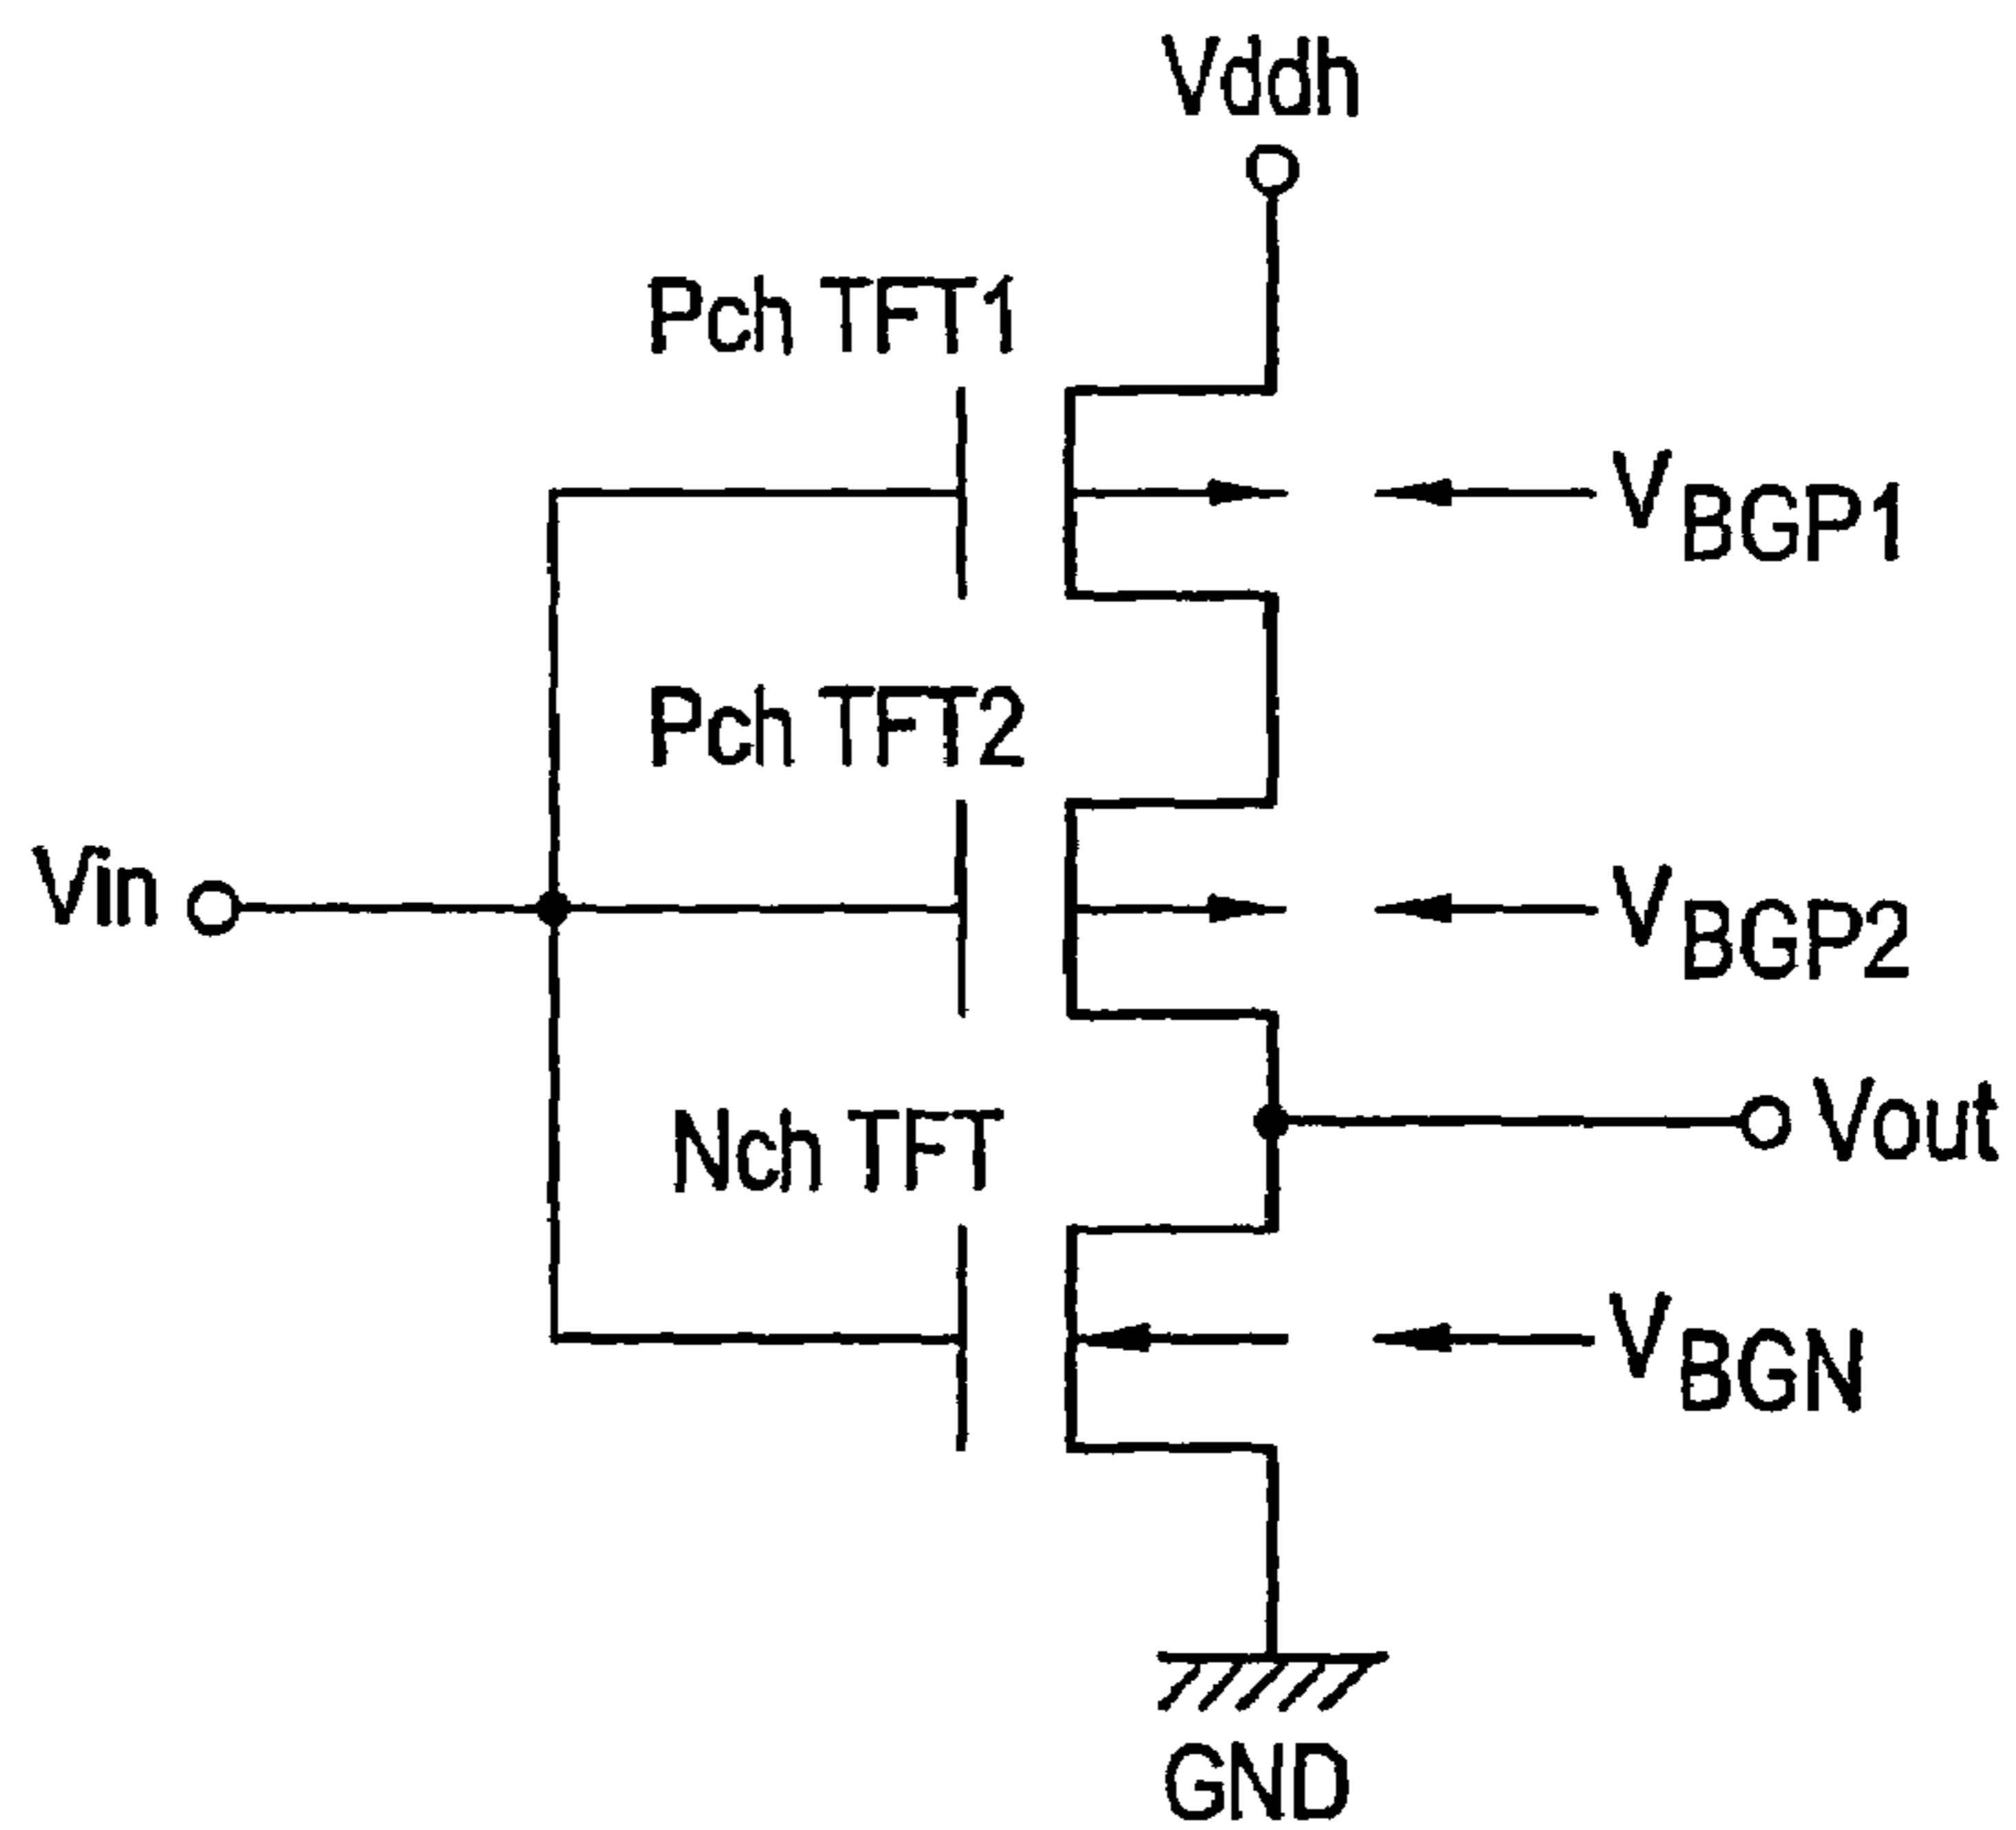 Vddh
Pch TFT1
VBGP1
Pch TFT2
Vin
VBGP2
Nch TFT
Vout
VBGN
GND